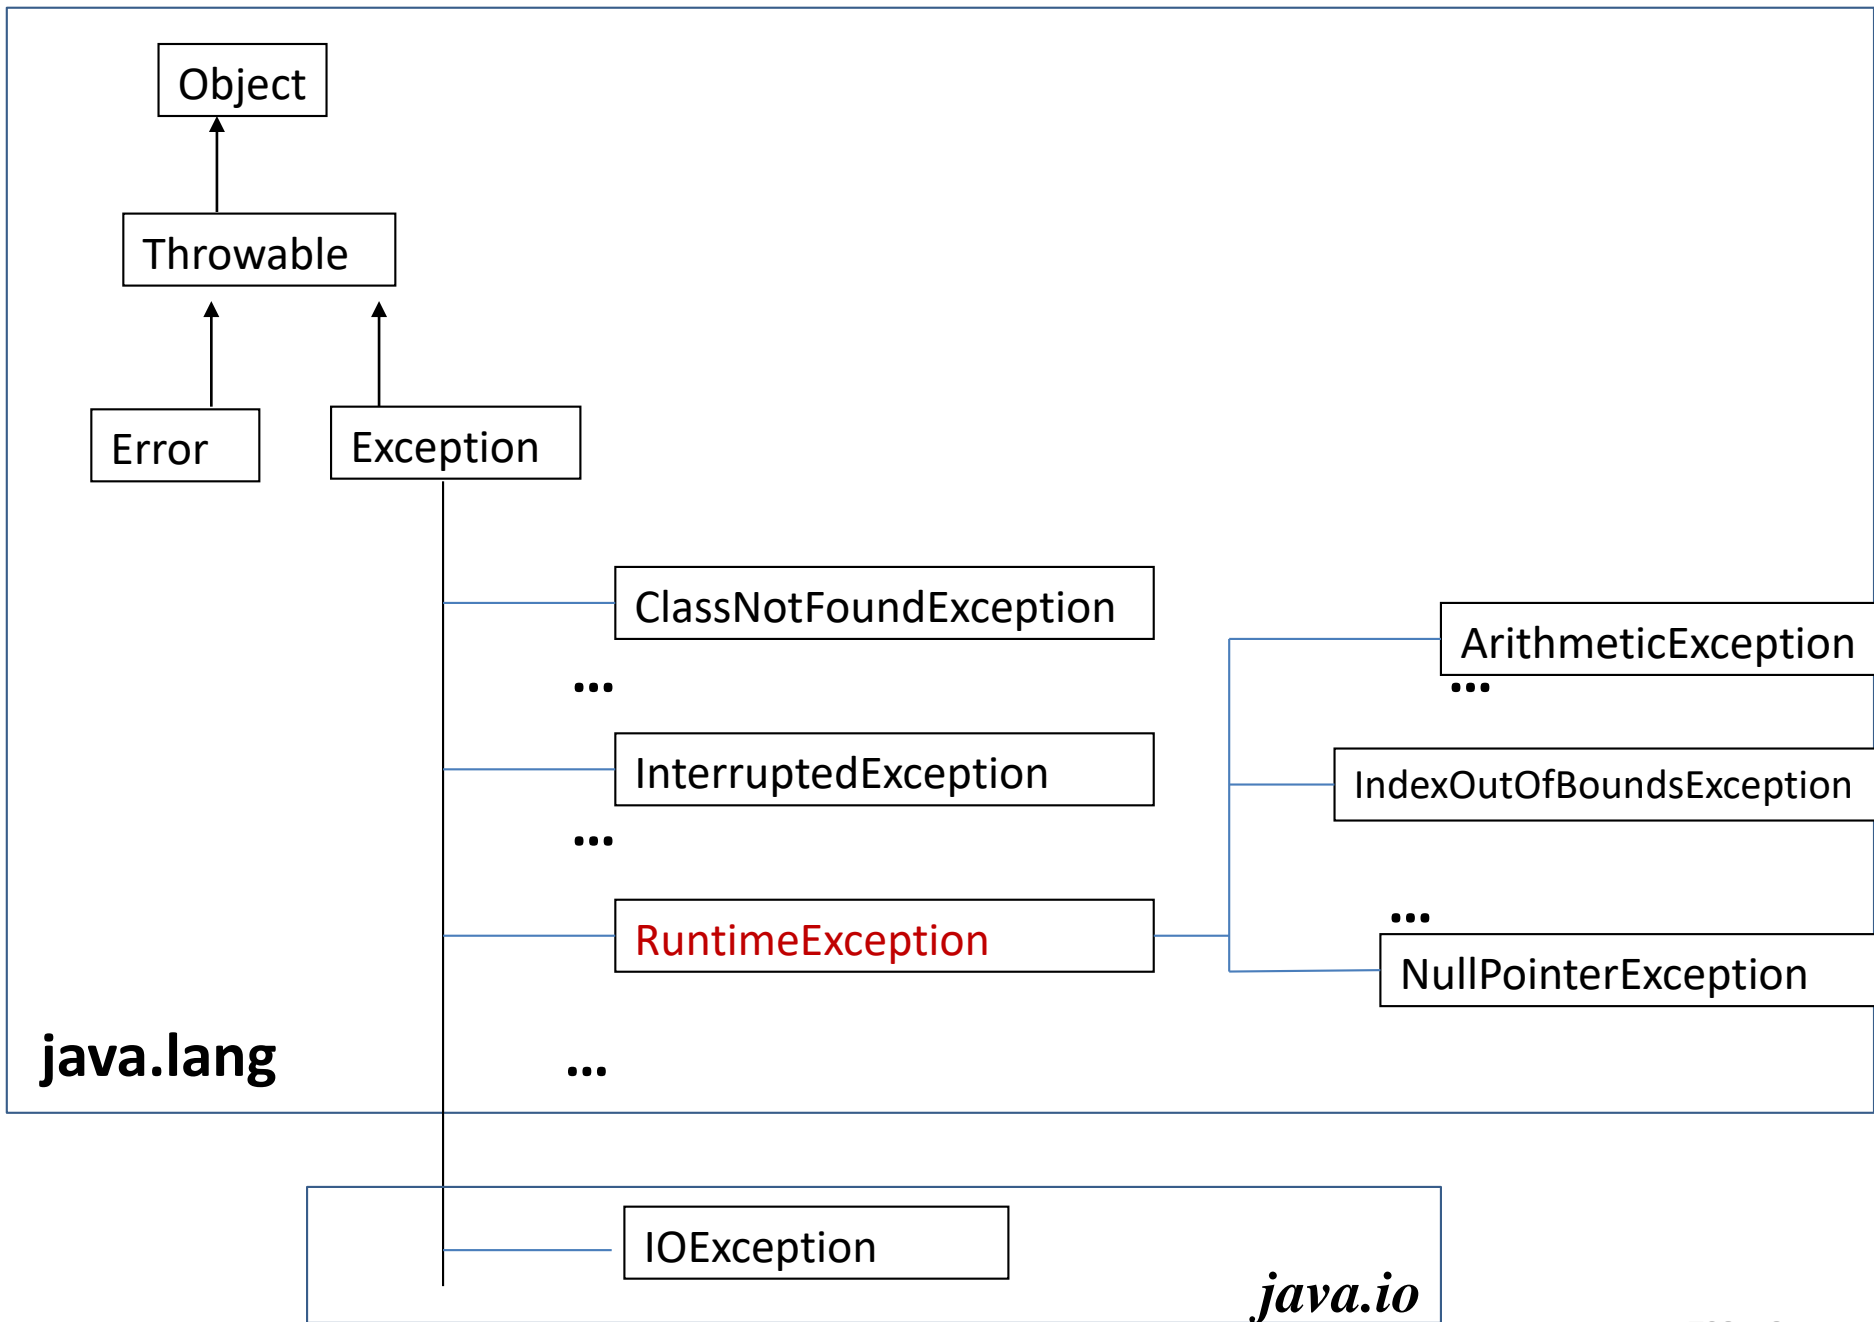 Object
Throwable
Error
Exception
ClassNotFoundException
...
InterruptedException
...
RuntimeException
...
ArithmeticException
...
IndexOutOfBoundsException
...
NullPointerException
java.lang
IOException
java.io